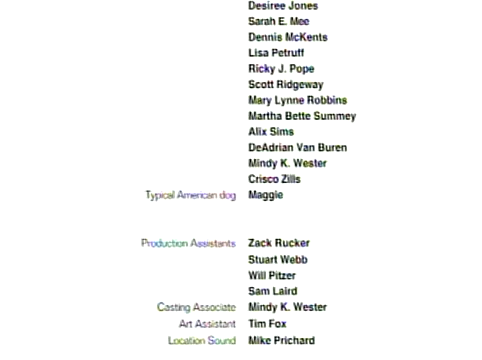 Desiree Jones
Sarah E. Mee
Dennis McKents
Lisa Petruff
Ricky J. Pope
Scott Ridgeway
Mary Lynne Robbins
Martha Bette Summey
Alix Sims
DeAdrian Van Buren
Mindy K. Wester
Crisco Zills
Typical American dog Maggie
Production Assistants Zack Rucker
Stuart Webb
Will Pitzer
Sam Laird
Casting Associate Mindy K. Wester
Art Assistant Tim Fox
Location Sound Mike Prichard